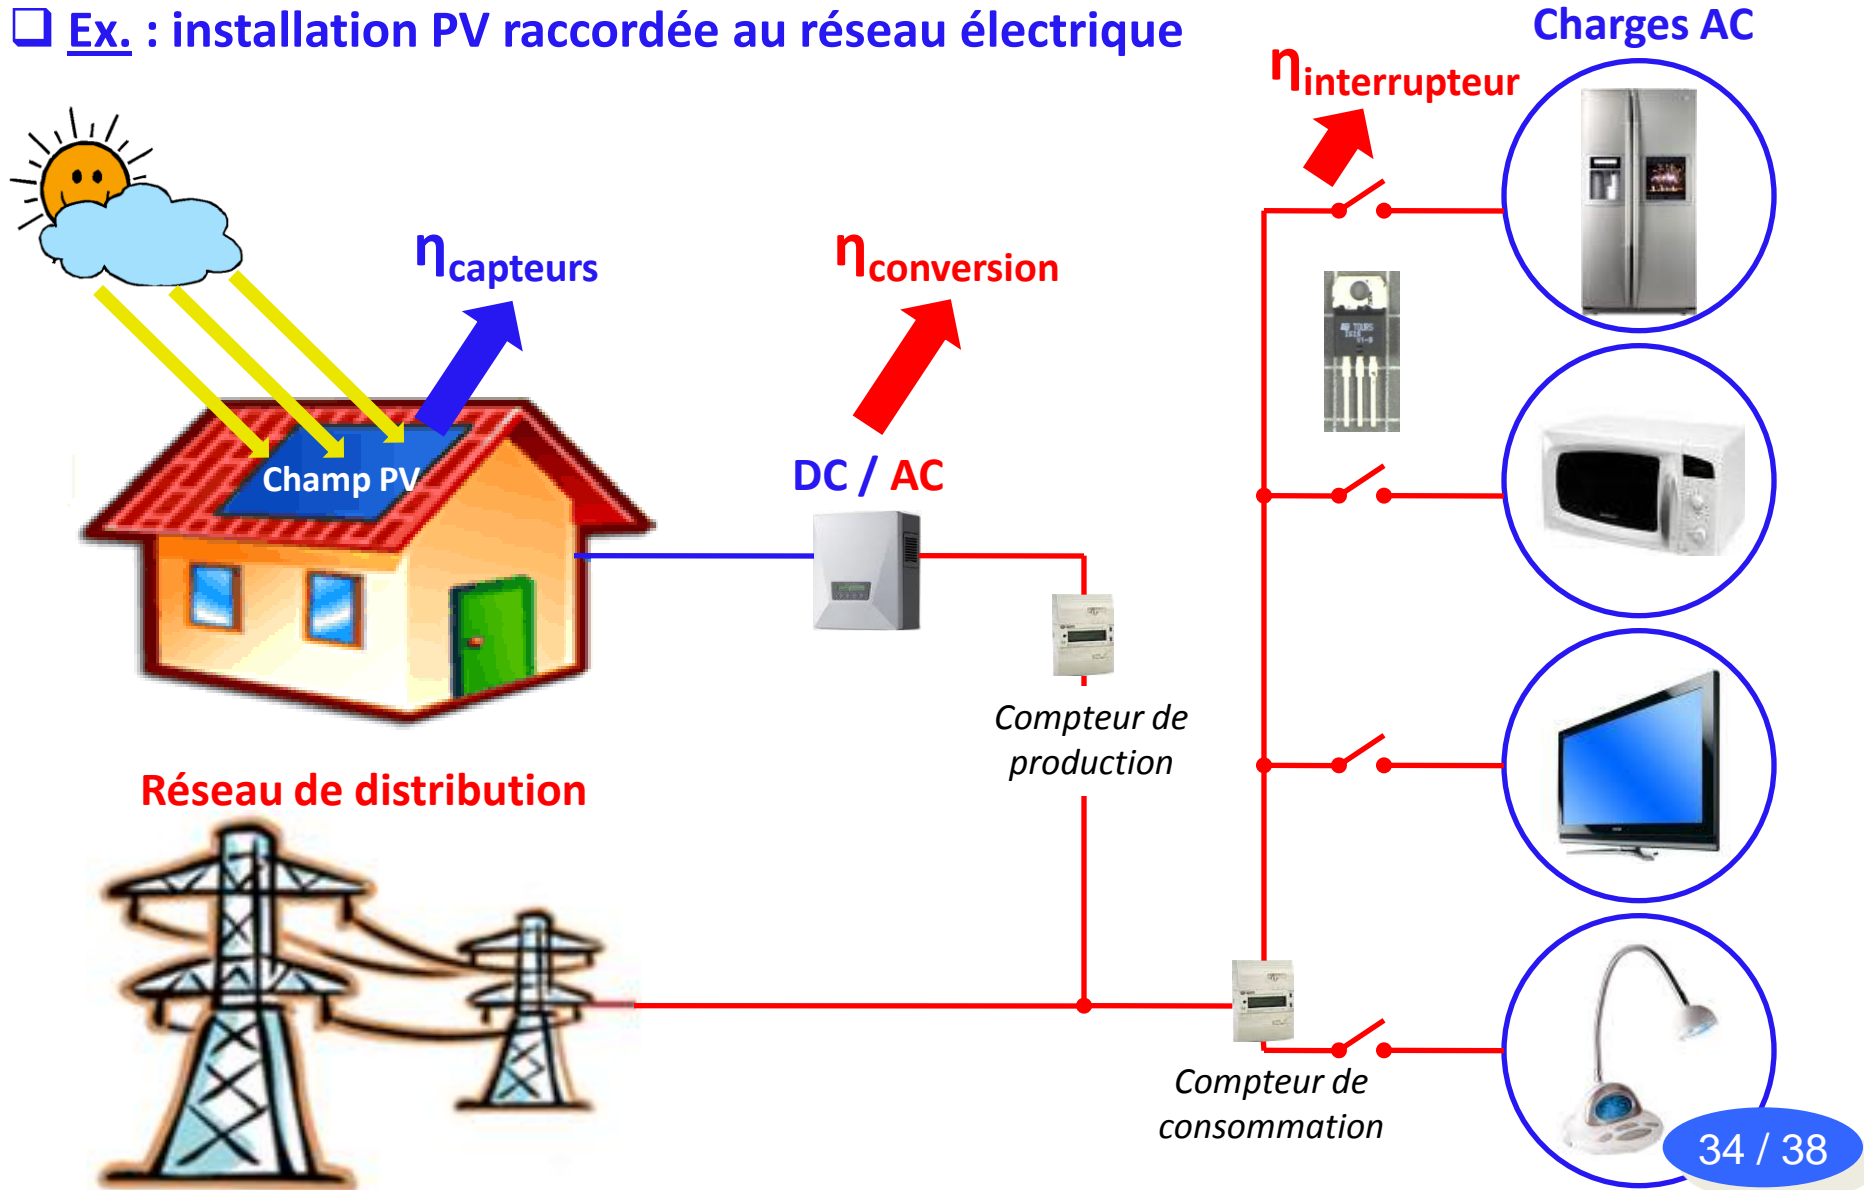 Ex. : installation PV raccordée au réseau électrique
Charges AC
ηinterrupteur
ηcapteurs
ηconversion
Champ PV
DC / AC
Compteur de
production
Réseau de distribution
Compteur de
consommation
34 / 38